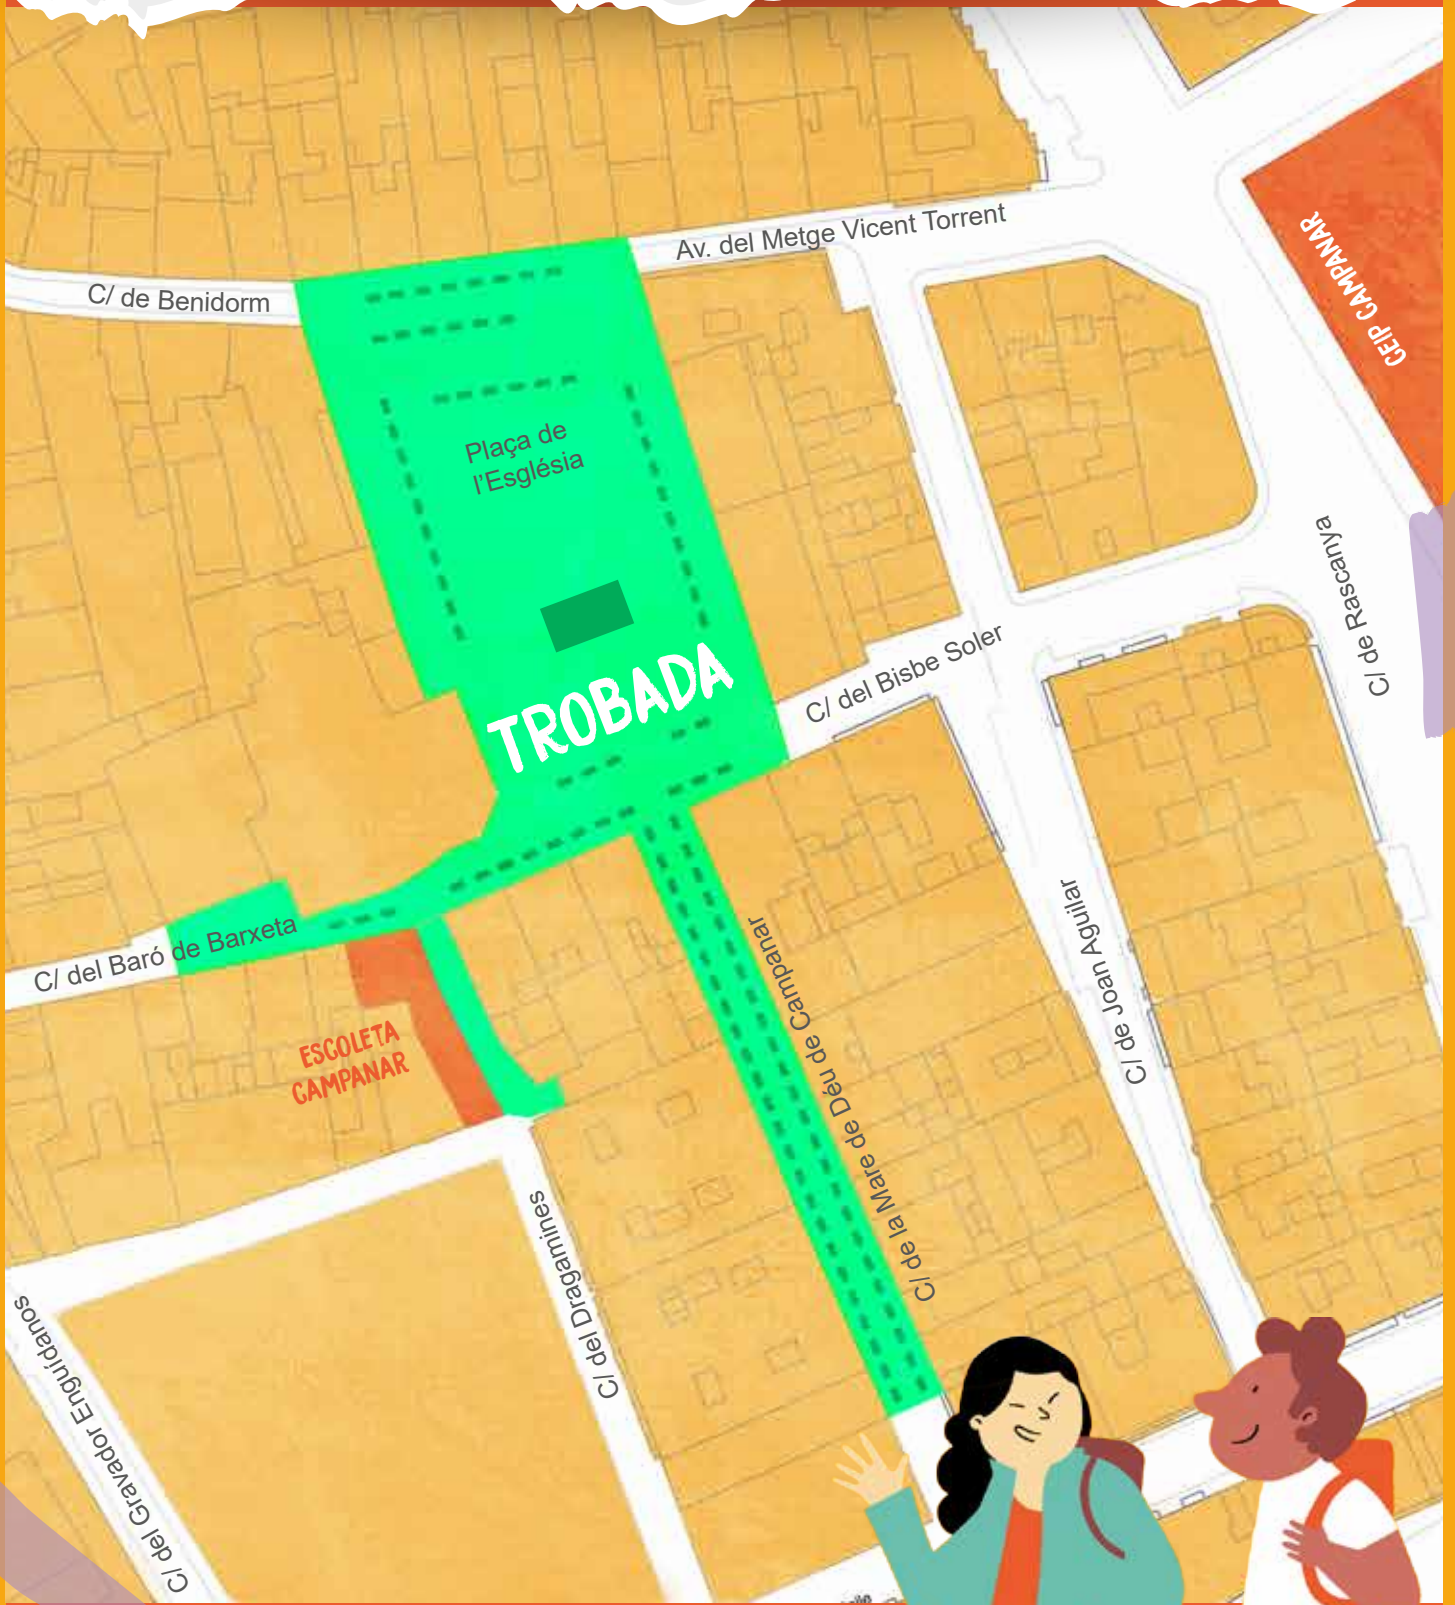 Av. del Metge Vicent Torrent
CEIP CAMPANAR
C/ de Benidorm
Plaça de
l'Església
C/ de Rascanya
C/ del Bisbe Soler
TROBADA
C/ de Joan Aguilar
C/ de la Mare de Déu de Campanar
C/ del Baró de Barxeta
ESCOLETA
CAMPANAR
C/ del Dragamines
C/ del Gravador Enguídanos